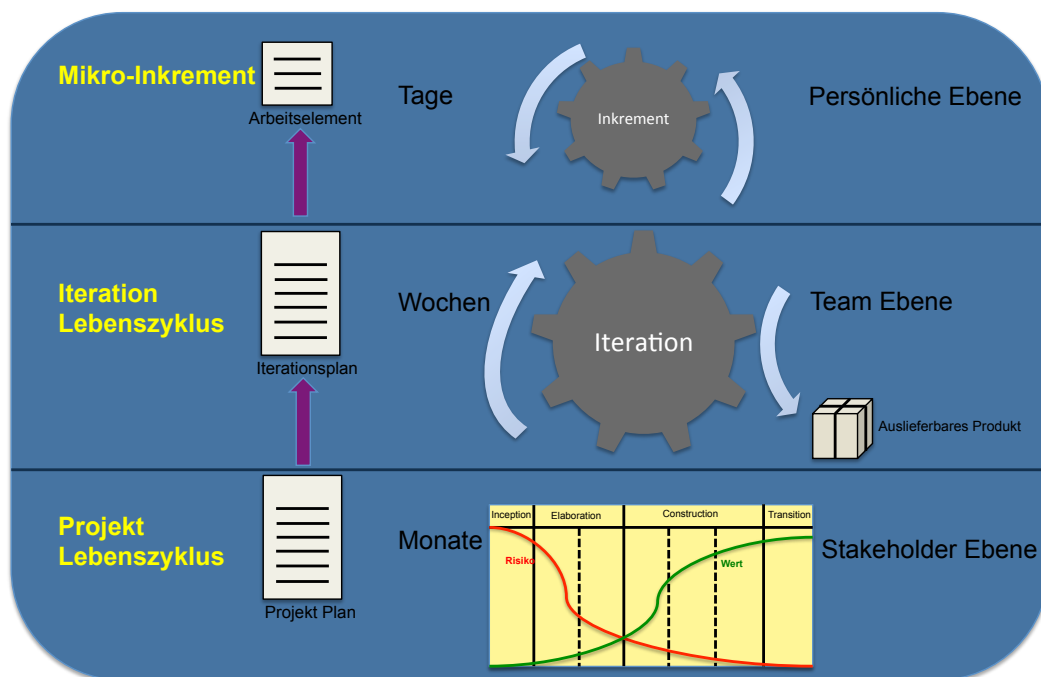 Mikro-Inkrement
Arbeitselement
Tage
Inkrement
Persönliche Ebene
Iteration
Lebenszyklus
Iterationsplan
Wochen
Iteration
Team Ebene
Auslieferbares Produkt
Projekt
Lebenszyklus
Projekt Plan
Monate
Inception
Elaboration
Construction
Transition
Risiko
Wert
Stakeholder Ebene